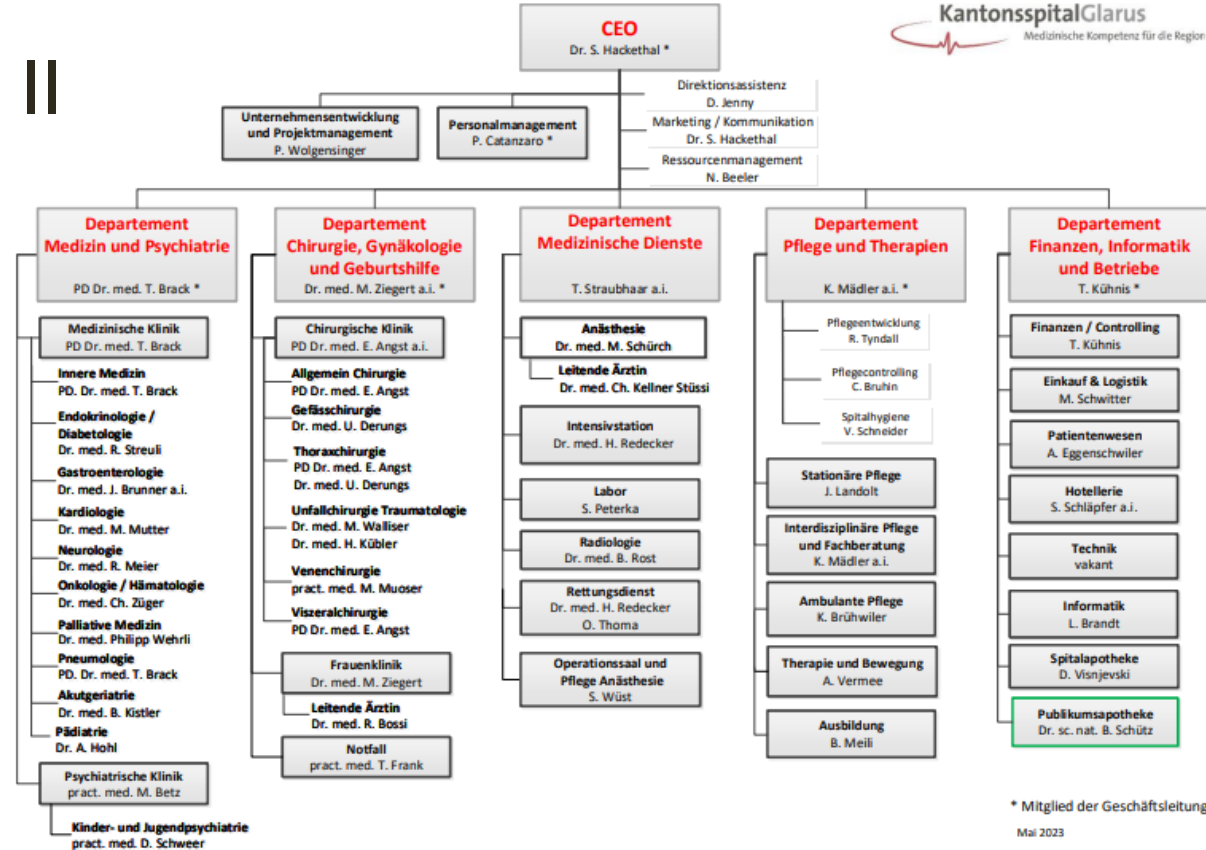 KantonsspitalGlarus
Medizinische Kompetenz für die Region
CEO
Dr. S. Hackethal *
Direktionsassistenz
D. Jenny
Marketing / Kommunikation
Dr. S. Hackethal
Ressourcenmanagement
N. Beeler
Unternehmensentwicklung
und Projektmanagement
P. Wolgensinger
Personalmanagement
P. Catanzaro *
Departement
Medizin und Psychiatrie
PD Dr. med. T. Brack *
Medizinische Klinik
PD Dr. med. T. Brack
Innere Medizin
PD. Dr. med. T. Brack
Endokrinologie /
Diabetologie
Dr. med. R. Streuli
Gastroenterologie
Dr. med. J. Brunner a.i.
Kardiologie
Dr. med. M. Mutter
Neurologie
Dr. med. R. Meier
Onkologie / Hämatologie
Dr. med. Ch. Züger
Palliative Medizin
Dr. med. Philipp Wehrli
Pneumologie
PD. Dr. med. T. Brack
Akutgeriatrie
Dr. med. B. Kistler
Pädiatrie
Dr. A. Hohl
Psychiatrische Klinik
pract. med. M. Betz
Kinder- und Jugendpsychiatrie
pract. med. D. Schweer
Departement
Chirurgie, Gynäkologie
und Geburtshilfe
Dr. med. M. Ziegert a.i. *
Chirurgische Klinik
PD Dr. med. E. Angst a.i.
Allgemein Chirurgie
PD Dr. med. E. Angst
Gefässchirurgie
Dr. med. U. Derungs
Thoraxchirurgie
PD Dr. med. E. Angst
Dr. med. U. Derungs
Unfallchirurgie Traumatologie
Dr. med. M. Walliser
Dr. med. H. Kübler
Venenchirurgie
pract. med. M. Muoser
Viszeralchirurgie
PD Dr. med. E. Angst
Frauenklinik
Dr. med. M. Ziegert
Leitende Ärztin
Dr. med. R. Bossi
Notfall
pract. med. T. Frank
Departement
Medizinische Dienste
T. Straubhaar a.i.
Anästhesie
Dr. med. M. Schürch
Leitende Ärztin
Dr. med. Ch. Kellner Stüssi
Intensivstation
Dr. med. H. Redecker
Labor
S. Peterka
Radiologie
Dr. med. B. Rost
Rettungsdienst
Dr. med. H. Redecker
O. Thoma
Operationssaal und
Pflege Anästhesie
S. Wüst
Departement
Pflege und Therapien
K. Mädler a.i. *
Pflegeentwicklung
R. Tyndall
Pflegecontrolling
C. Bruhin
Spitalhygiene
V. Schneider
Stationäre Pflege
J. Landolt
Interdisziplinäre Pflege
und Fachberatung
K. Mädler a.i.
Ambulante Pflege
K. Brühwiler
Therapie und Bewegung
A. Vermee
Ausbildung
B. Meili
Departement
Finanzen, Informatik
und Betriebe
T. Kühnis *
Finanzen / Controlling
T. Kühnis
Einkauf & Logistik
M. Schwitter
Patientenwesen
A. Eggenschwiler
Hotellerie
S. Schläpfer a.i.
Technik
vakant
Informatik
L. Brandt
Spitalapotheke
D. Visnjevski
Publikumsapotheke
Dr. sc. nat. B. Schütz
* Mitglied der Geschäftsleitung
Mai 2023